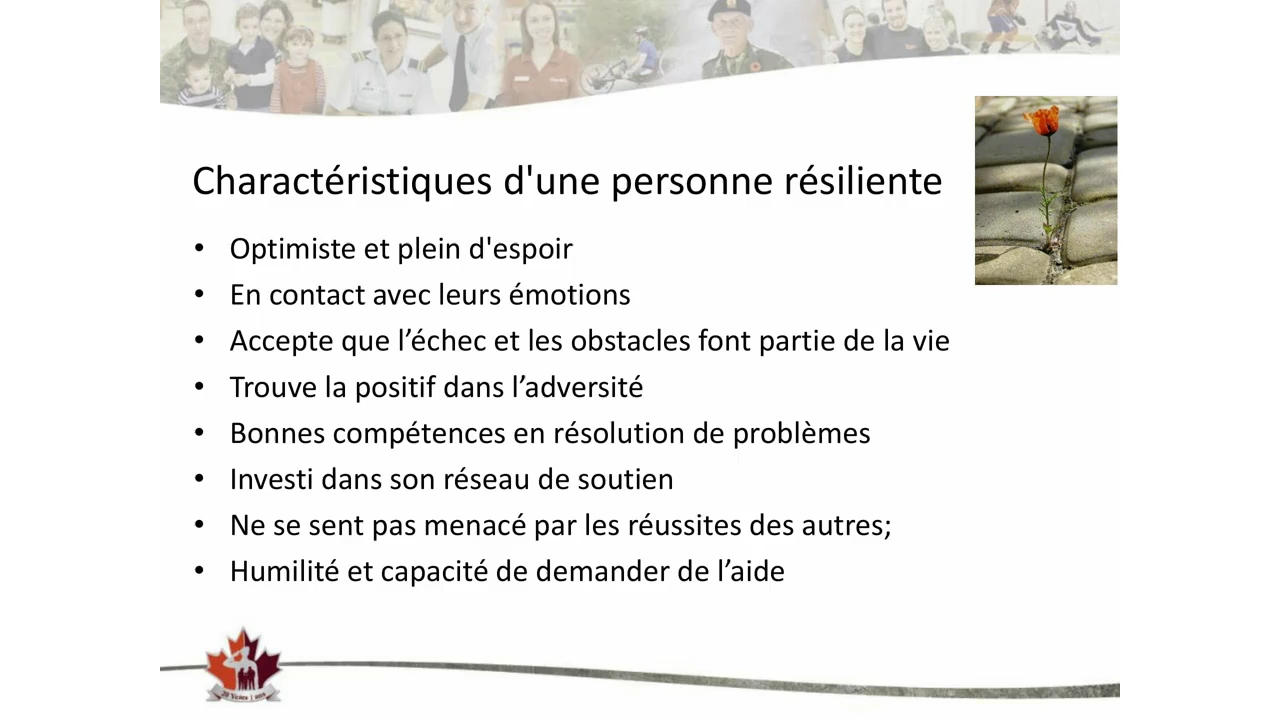 Charactéristiques d'une personne résiliente
• Optimiste et plein d'espoir
• En contact avec leurs émotions
• Accepte que l’échec et les obstacles font partie de la vie
• Trouve la positif dans l’adversité
• Bonnes compétences en résolution de problèmes
• Investi dans son réseau de soutien
• Ne se sent pas menacé par les réussites des autres;
• Humilité et capacité de demander de l’aide